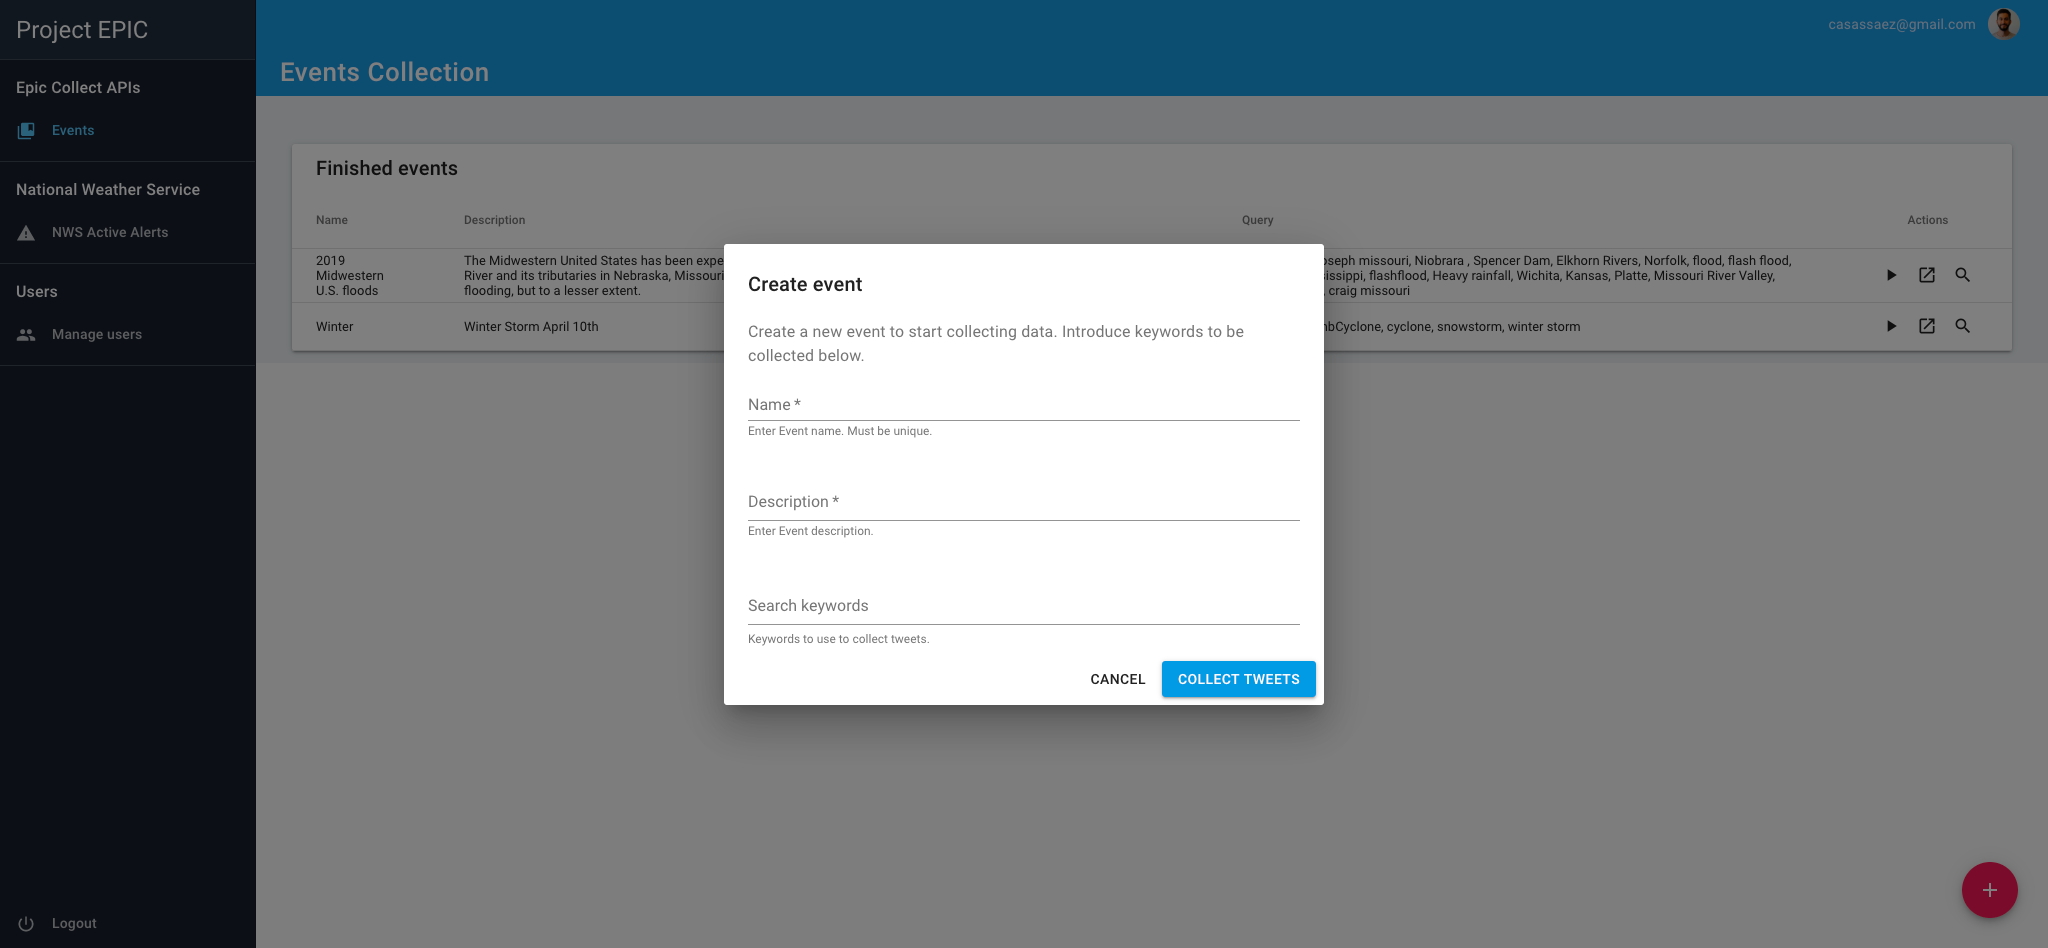 Project EPIC
casassaez@gmail.com
Epic Collect APIs
Events
National Weather Service
NWS Active Alerts
Users
Manage users
Logout
Events Collection
Finished events
Name Description Query Actions
2019
Midwestern
U.S. floods
The Midwestern United States has been
River and its tributaries in Nebraska,
flooding, but to a lesser extent.
missouri, Niobrara , Spencer Dam, Elkhorn Rivers, Norfolk, flood, flash flood,
flashflood, Heavy rainfall, Wichita, Kansas, Platte, Missouri River Valley,
, craig missouri
Winter Winter Storm April 10th
cyclone, snowstorm, winter storm
Create event
Create a new event to start collecting data. Introduce keywords to be
collected below.
Name *
Enter Event name. Must be unique.
Description *
Enter Event description.
Search keywords
Keywords to use to collect tweets.
CANCEL COLLECT TWEETS